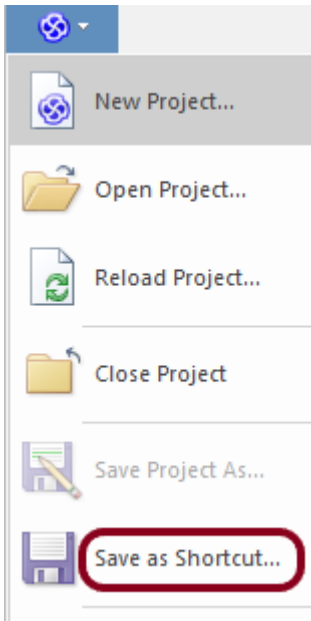 New Project...
Open Project...
Reload Project...
Close Project
Save Project As...
Save as Shortcut...